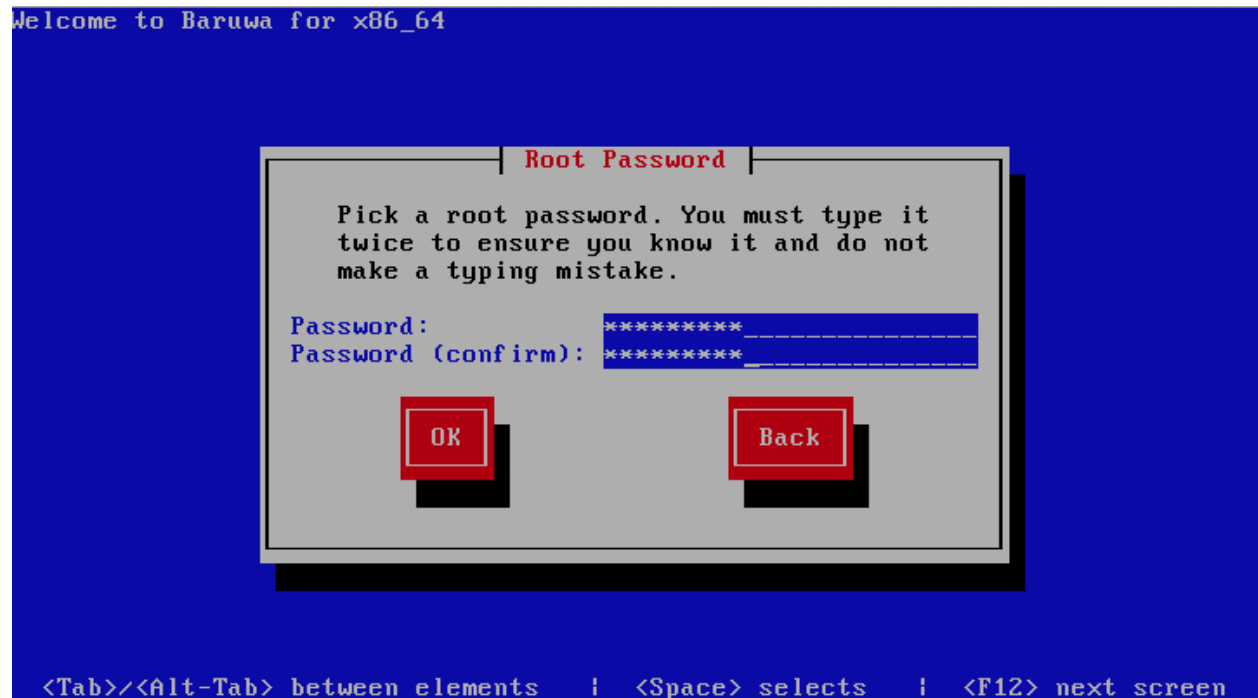 Welcome to Baruwa for x86_64
Root Password
Pick a root password. You must type it
twice to ensure you know it and do not
make a typing mistake.
Password: *********_______________
Password (confirm): *********_______________
OK Back
<Tab>/<Alt-Tab> between elements | <Space> selects | <F12> next screen